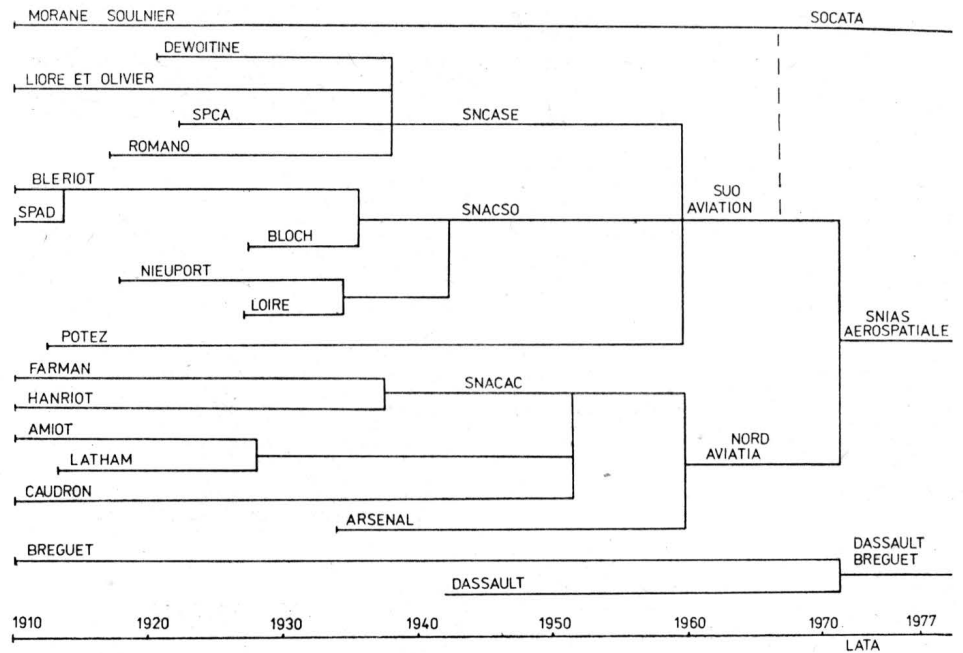 MORANE SOULNIER
SOCATA
DEWOITINE
LIORE ET OLIVIER
SPCA
SNCASE
ROMANO
BLERIOT
SUO
AVIATION
SPAD
SNACSO
BLOCH
NIEUPORT
LOIRE
SNIAS
AEROSPATIALE
POTEZ
FARMAN
SNACAC
HANRIOT
AMIOT
NORD
AVIATIA
LATHAM
CAUDRON
ARSENAL
BREGUET
DASSAULT
BREGUET
DASSAULT
1910 1920 1930 1940 1950 1960 1970 1977
LATA